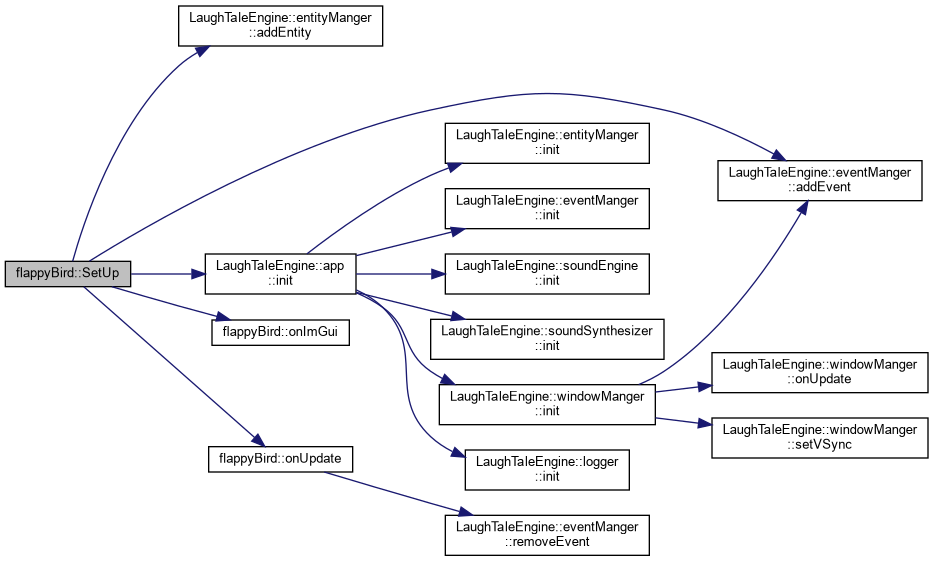 LaughTaleEngine::entityManger
::addEntity
LaughTaleEngine::entityManger
::init
LaughTaleEngine::eventManger
::addEvent
LaughTaleEngine::eventManger
::init
flappyBird::SetUp
LaughTaleEngine::app
::init
LaughTaleEngine::soundEngine
::init
flappyBird::onImGui
LaughTaleEngine::soundSynthesizer
::init
LaughTaleEngine::windowManger
::onUpdate
LaughTaleEngine::windowManger
::init
LaughTaleEngine::windowManger
::setVSync
flappyBird::onUpdate
LaughTaleEngine::logger
::init
LaughTaleEngine::eventManger
::removeEvent